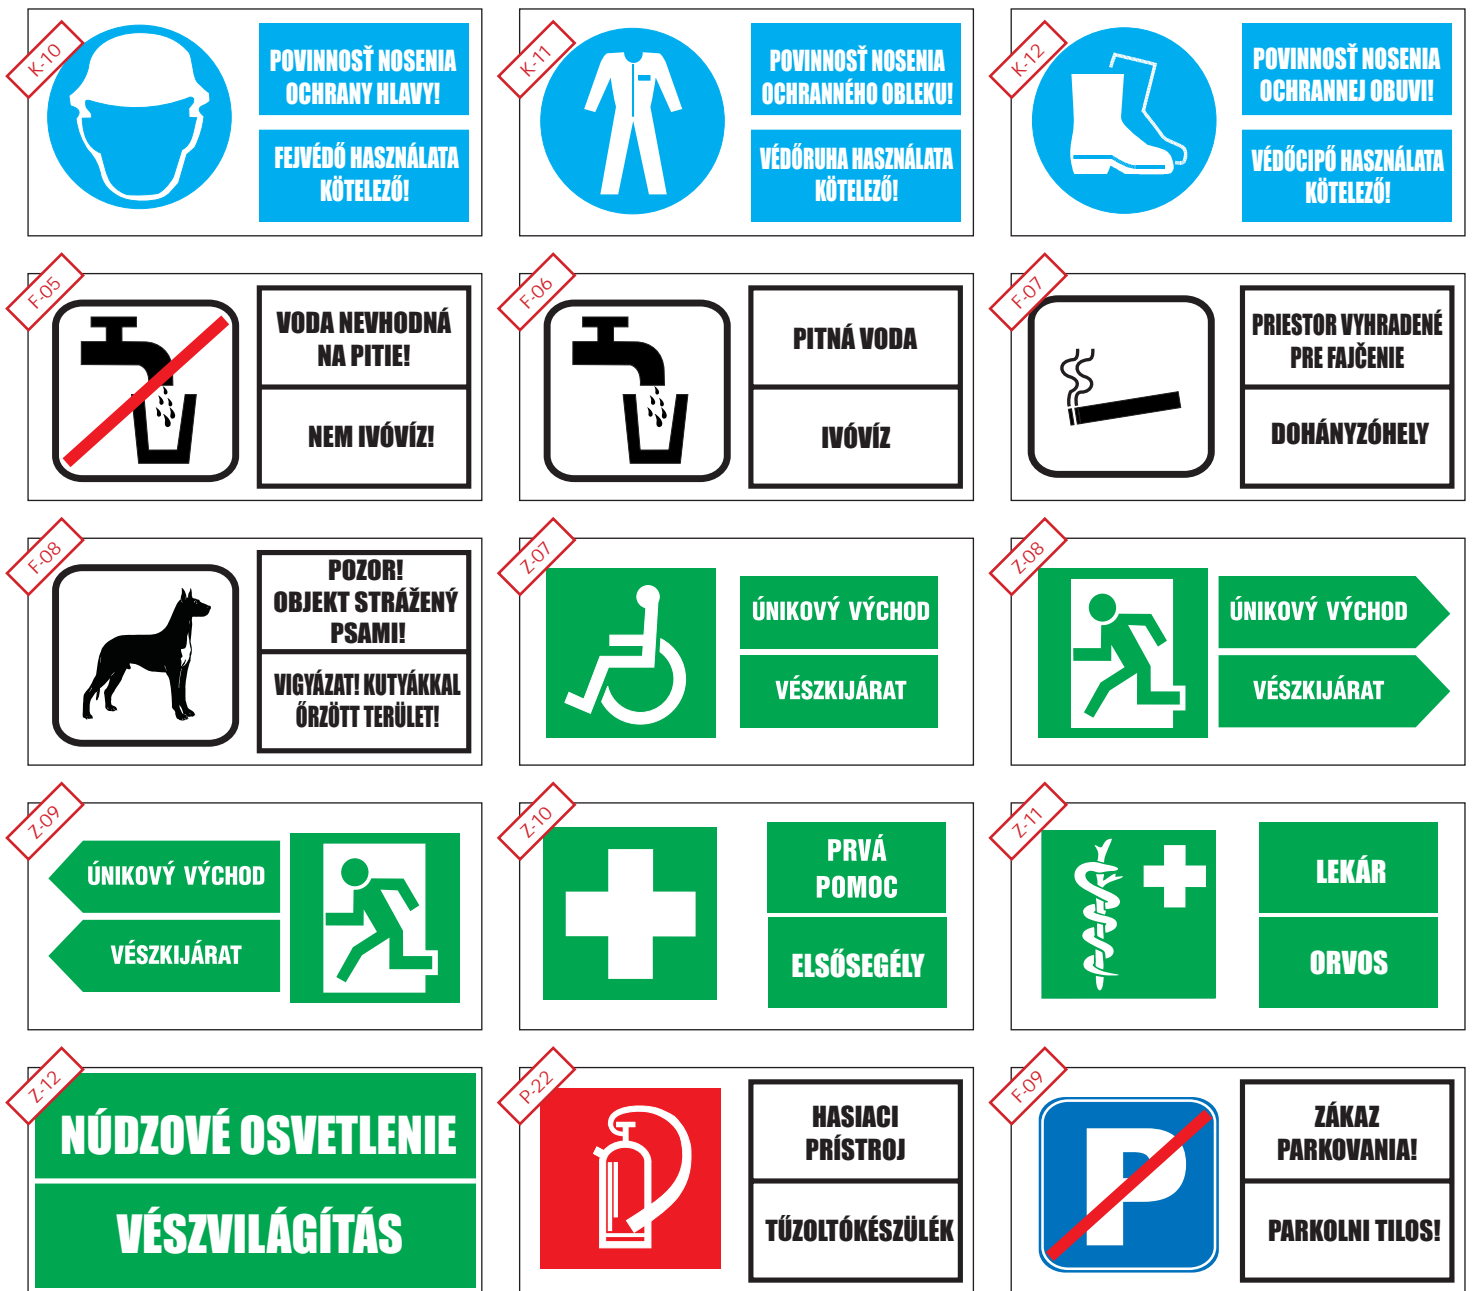 K-10
POVINNOSŤ NOSENIA
OCHRANY HLAVY!
FEJVÉDŐ HASZNÁLATA
KÖTELEZŐ!
K-11
POVINNOSŤ NOSENIA
OCHRANNÉHO OBLEKU!
VÉDŐRUHA HASZNÁLATA
KÖTELEZŐ!
K-12
POVINNOSŤ NOSENIA
OCHRANNEJ OBUVI!
VÉDŐCIPŐ HASZNÁLATA
KÖTELEZŐ!
F-05
VODA NEVHODNÁ
NA PITIE!
NEM IVÓVÍZ!
F-06
PITNÁ VODA
IVÓVÍZ
F-07
PRIESTOR VYHRADENÉ
PRE FAJČENIE
DOHÁNYZÓHELY
F-08
POZOR!
OBJEKT STRÁŽENÝ
PSAMI!
VIGYÁZAT! KUTYÁKKAL
ŐRZÖTT TERÜLET!
Z-07
ÚNIKOVÝ VÝCHOD
VÉSZKIJÁRAT
Z-08
ÚNIKOVÝ VÝCHOD
VÉSZKIJÁRAT
Z-09
ÚNIKOVÝ VÝCHOD
VÉSZKIJÁRAT
Z-10
PRVÁ
POMOC
ELSŐSEGÉLY
Z-11
LEKÁR
ORVOS
Z-12
NÚDZOVÉ OSVETLENIE
VÉSZVILÁGÍTÁS
P-22
HASIACI
PRÍSTROJ
TŰZOLTÓKÉSZÜLÉK
F-09
P
ZÁKAZ
PARKOVANIA!
PARKOLNI TILOS!